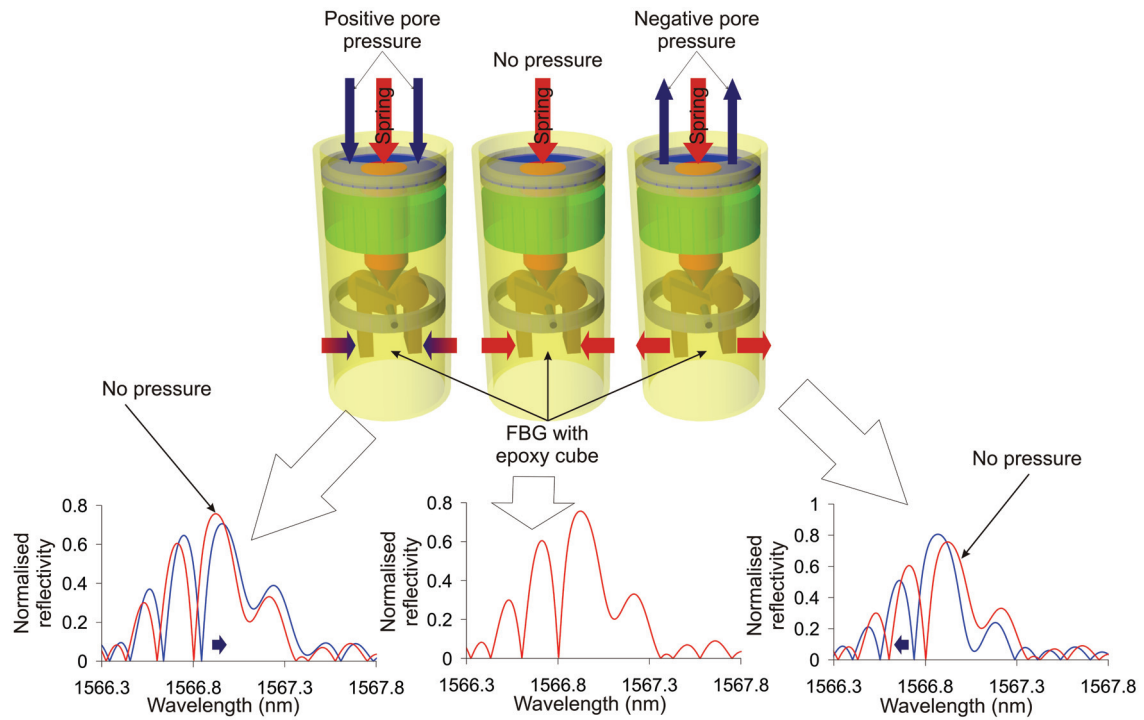 Positive pore
pressure
No pressure
Negative pore
pressure
Spring
Spring
Spring
No pressure
FBG with
epoxy cube
No pressure
0.8
0.6
0.4
0.2
0
Normalised
reflectivity
1566.3 1566.8 1567.3 1567.8
Wavelength (nm)
0.8
0.6
0.4
0.2
0
Normalised
reflectivity
1566.3 1566.8 1567.3 1567.8
Wavelength (nm)
1
0.8
0.6
0.4
0.2
0
Normalised
reflectivity
1566.3 1566.8 1567.3 1567.8
Wavelength (nm)